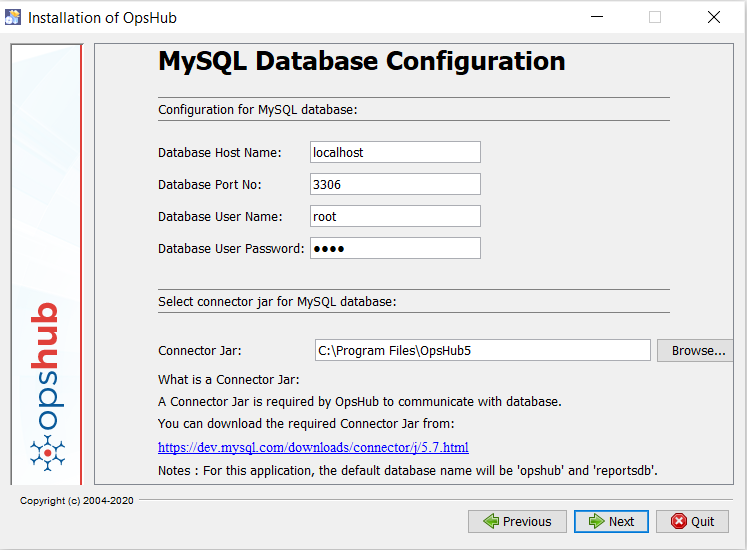 Installation of OpsHub
MySQL Database Configuration
Configuration for MySQL database:
Database Host Name: localhost
Database Port No: 3306
Database User Name: root
Database User Password: ●●●●
Select connector jar for MySQL database:
Connector Jar: C:\Program Files\OpsHub5 Browse...
What is a Connector Jar:
A Connector Jar is required by OpsHub to communicate with database.
You can download the required Connector Jar from:
https://dev.mysql.com/downloads/connector/j/5.7.html
Notes : For this application, the default database name will be 'opshub' and 'reportsdb'.
opshub
Copyright (c) 2004-2020
Previous Next Quit